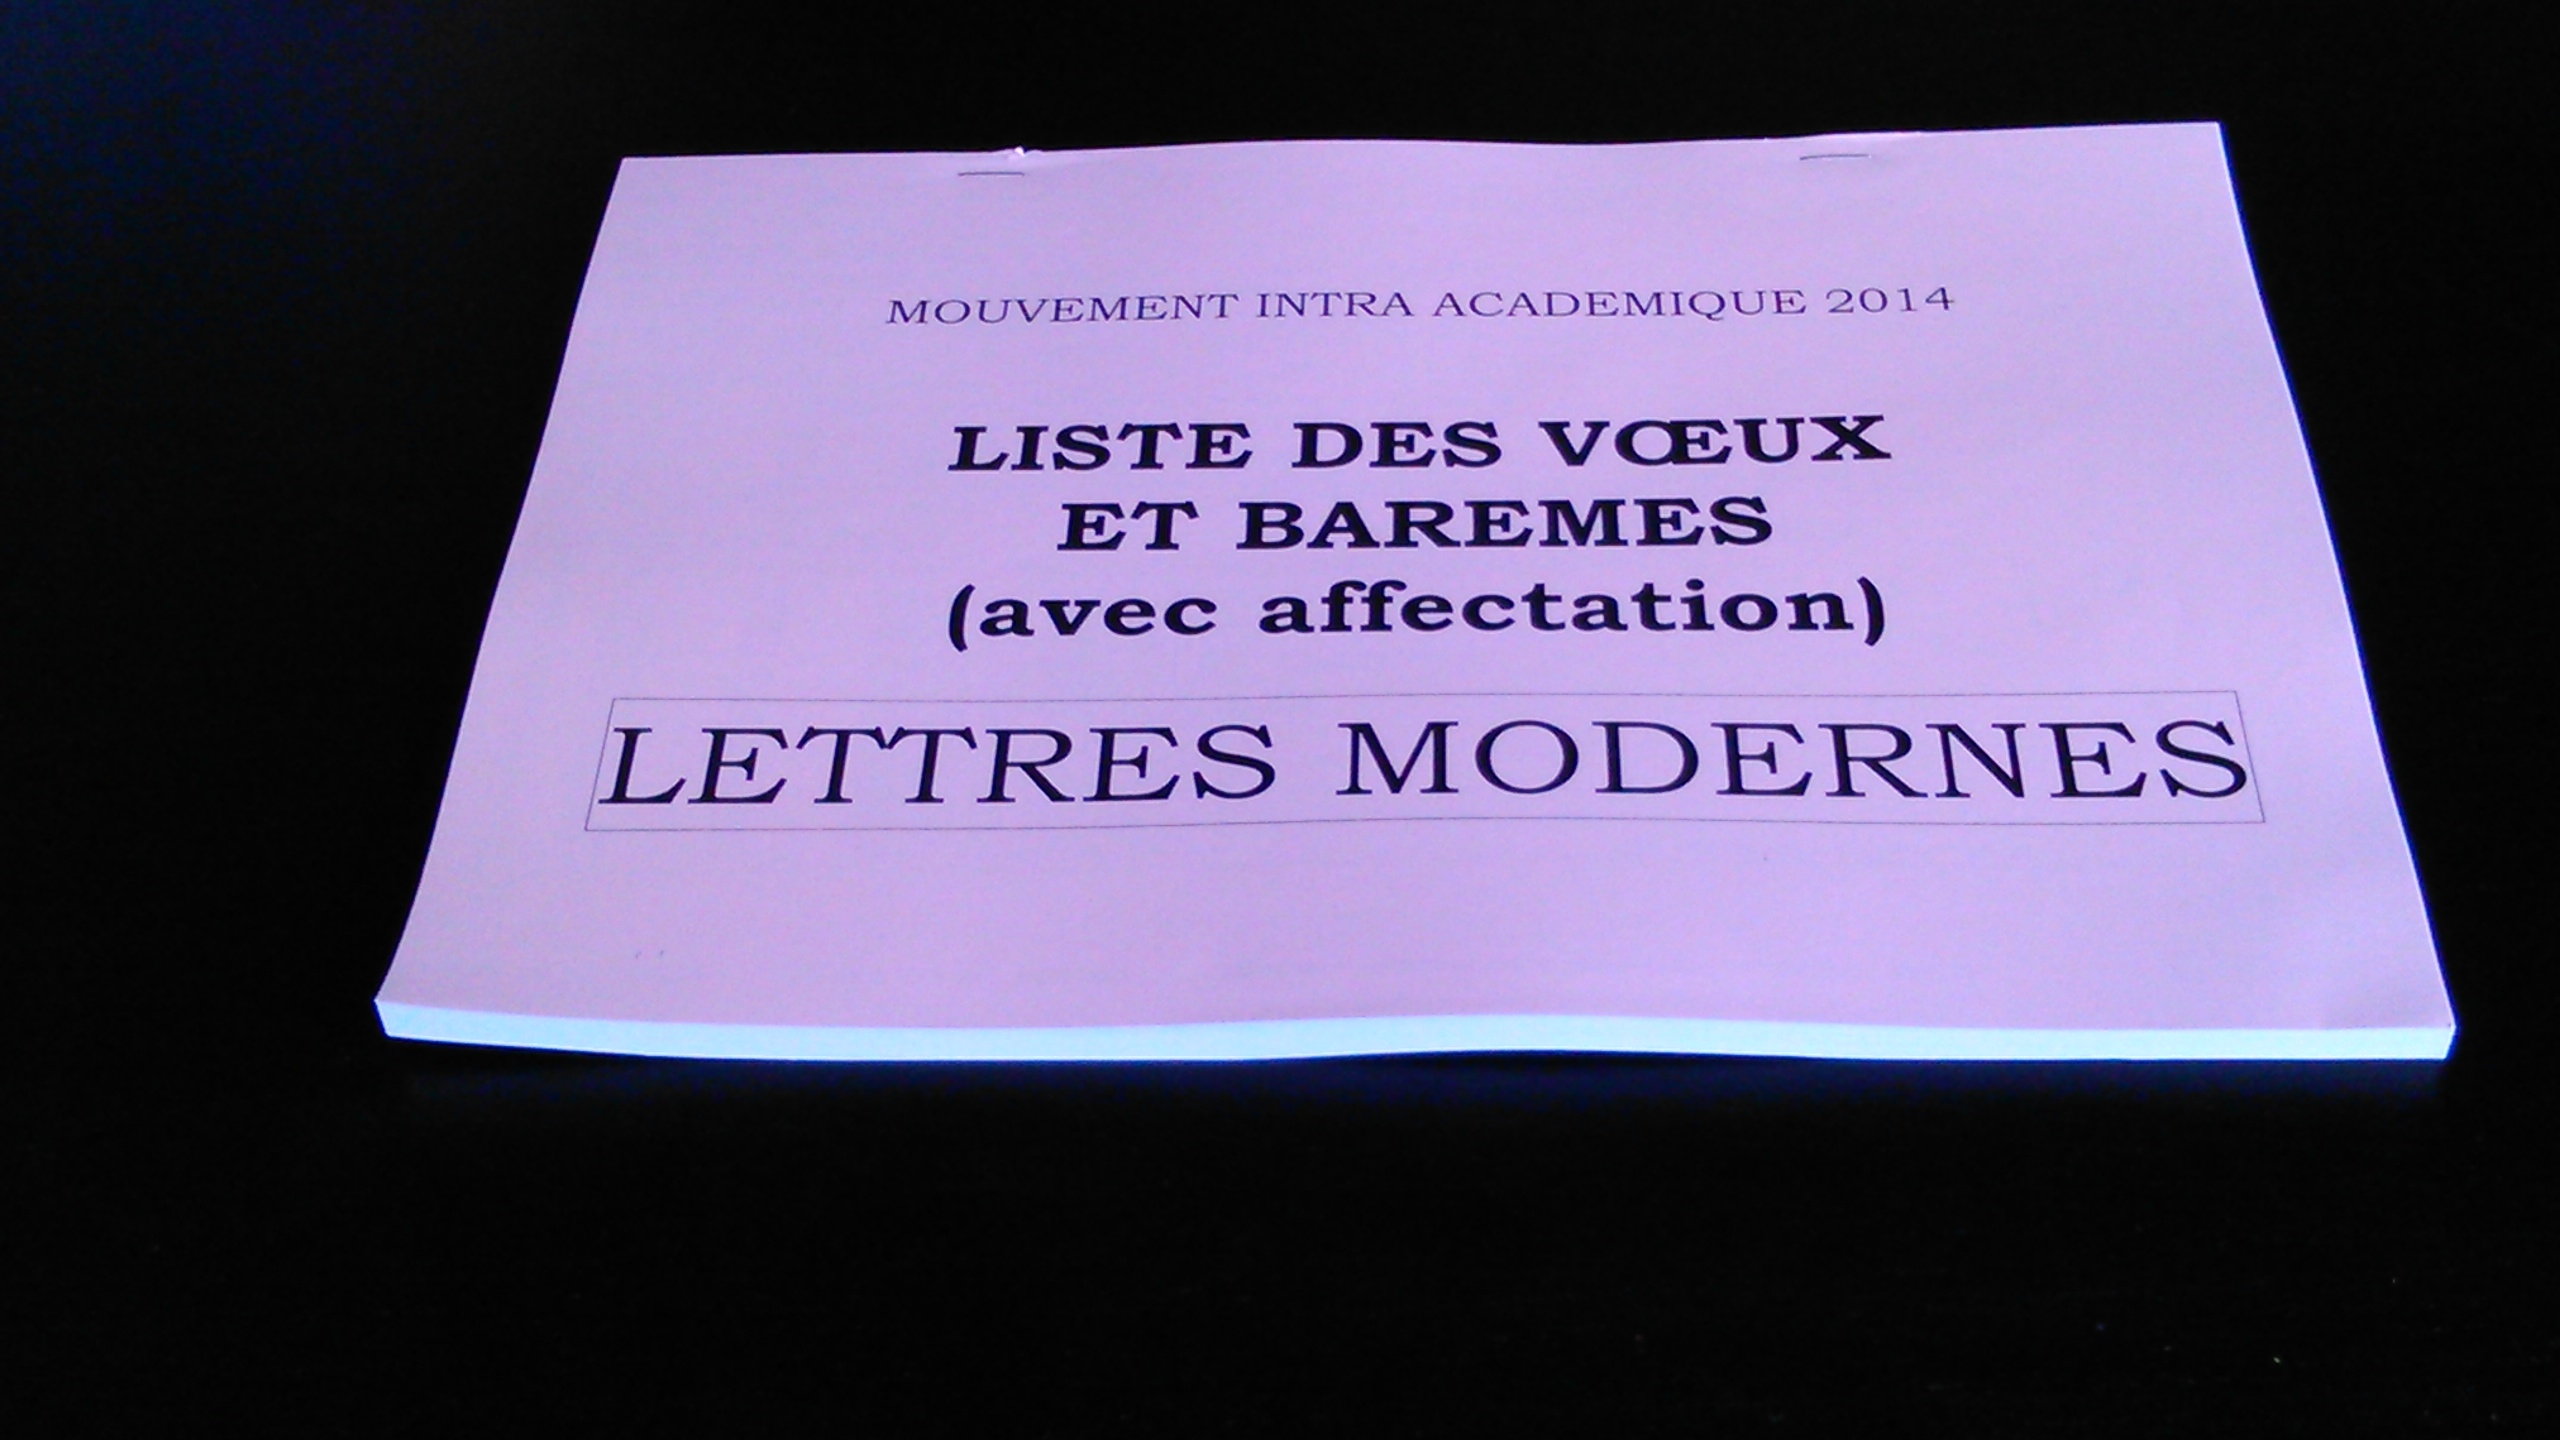 MOUVEMENT INTRA ACADEMIQUE 2014
LISTE DES VŒUX
ET BAREMES
(avec affectation)
LETTRES MODERNES